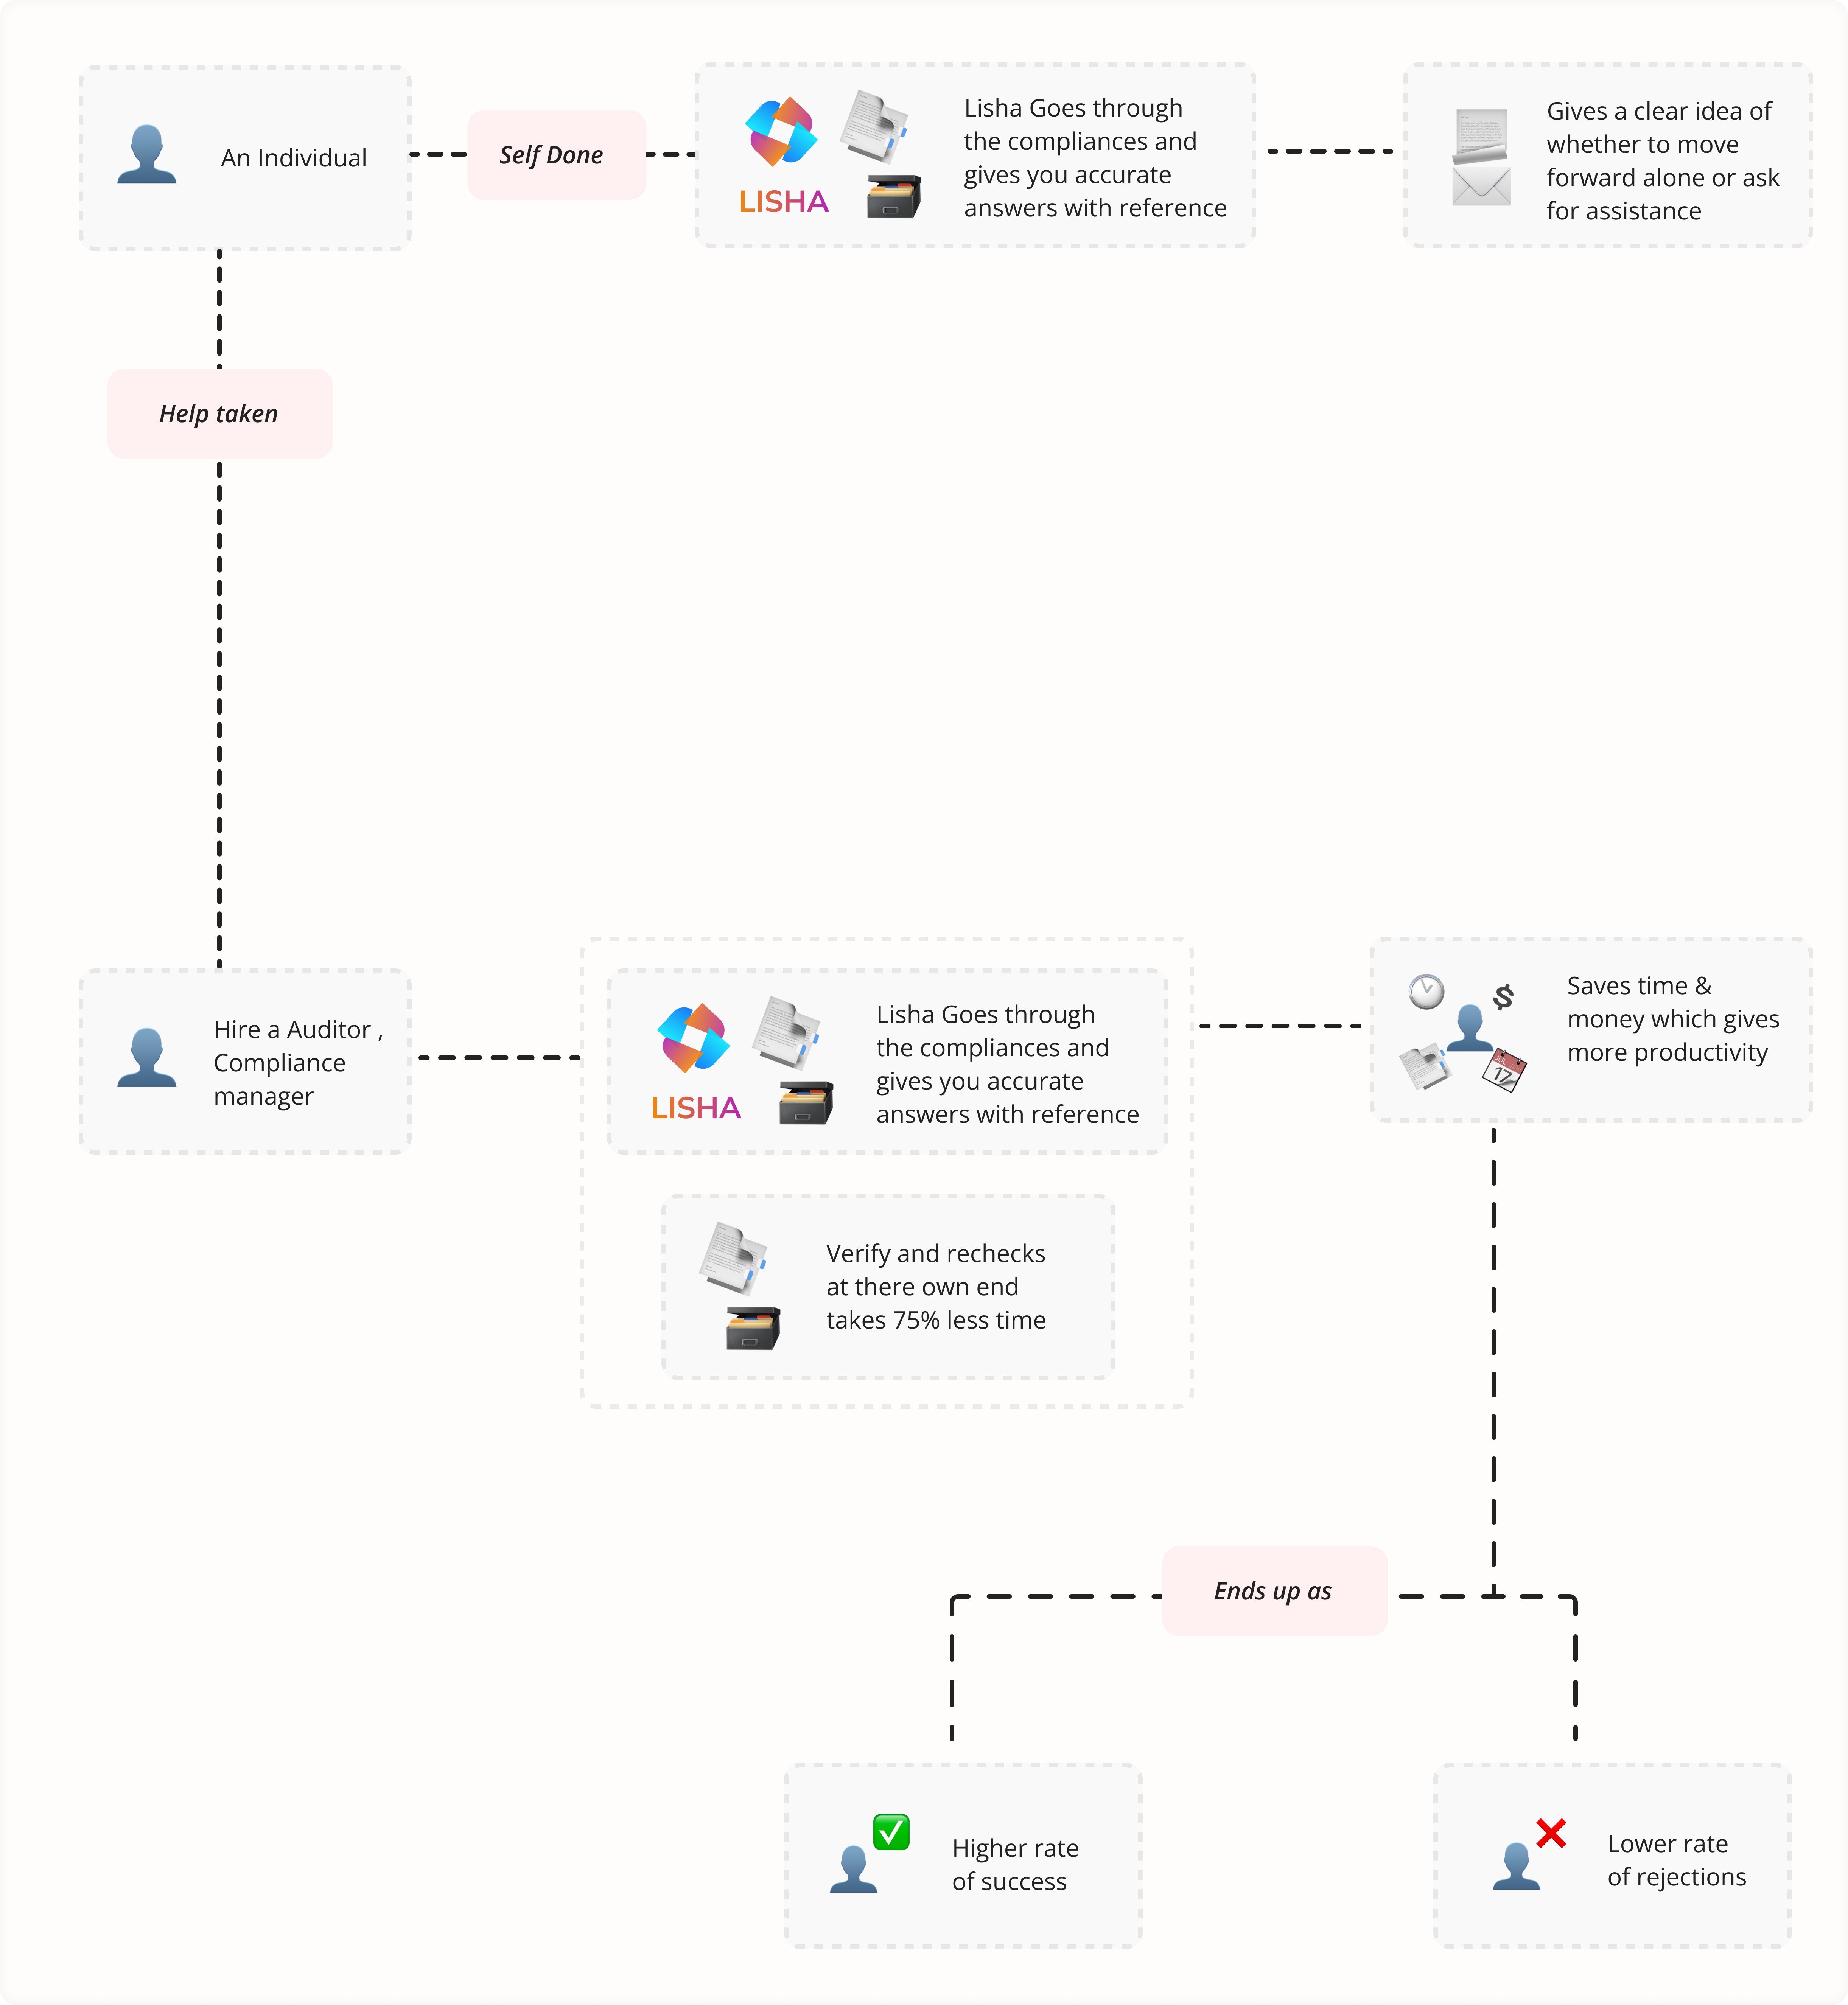 An Individual
Self Done
LISHA
Lisha Goes through
the compliances and
gives you accurate
answers with reference
Gives a clear idea of
whether to move
forward alone or ask
for assistance
Help taken
Hire a Auditor ,
Compliance
manager
LISHA
Lisha Goes through
the compliances and
gives you accurate
answers with reference
Verify and rechecks
at there own end
takes 75% less time
$
JUL
17
Saves time &
money which gives
more productivity
Ends up as
Higher rate
of success
Lower rate
of rejections